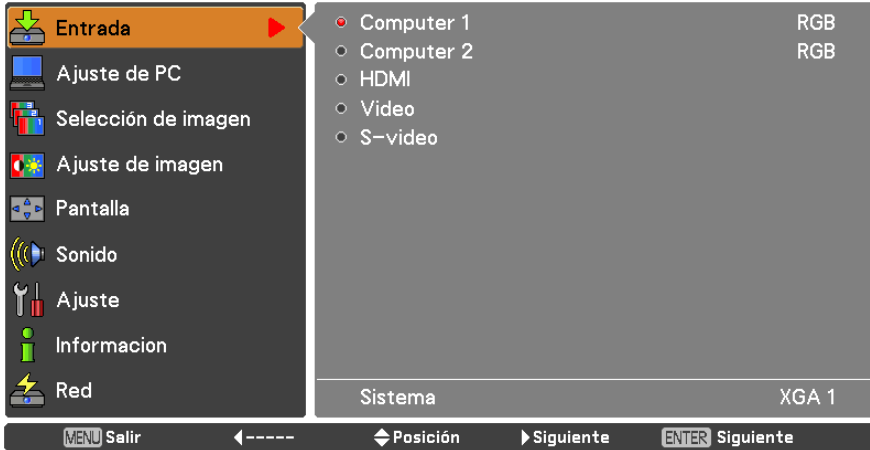 Entrada
Ajuste de PC
Selección de imagen
Ajuste de imagen
Pantalla
Sonido
Ajuste
Informacion
Red
Computer 1 RGB
Computer 2 RGB
HDMI
Video
S-video
Sistema XGA 1
MENU Salir ----- Posición Siguiente ENTER Siguiente